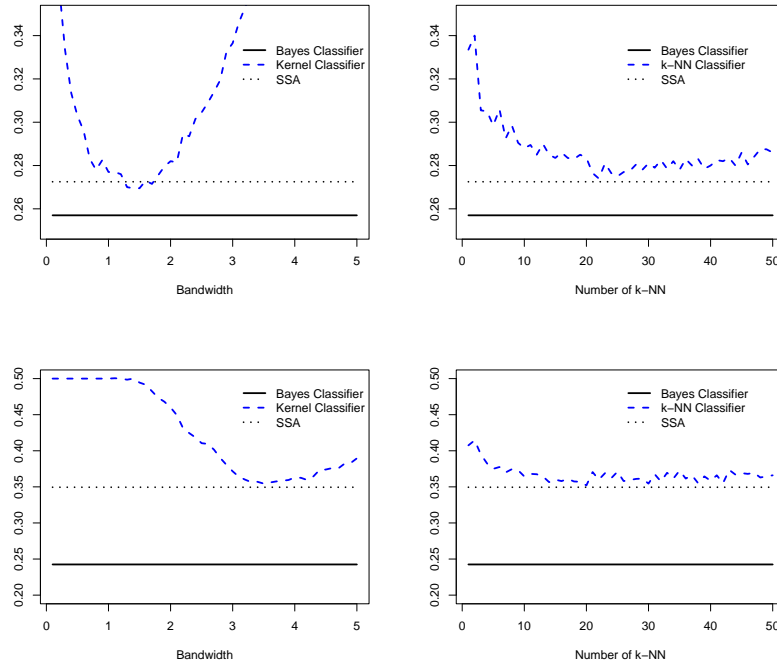 0.34
0.32
0.30
0.28
0.26
Bayes Classifier
Kernel Classifier
SSA
0 1 2 3 4 5
Bandwidth
0.34
0.32
0.30
0.28
0.26
Bayes Classifier
k−NN Classifier
SSA
0 10 20 30 40 50
Number of k−NN
0.50
0.45
0.40
0.35
0.30
0.25
0.20
Bayes Classifier
Kernel Classifier
SSA
0 1 2 3 4 5
Bandwidth
0.50
0.45
0.40
0.35
0.30
0.25
0.20
Bayes Classifier
k−NN Classifier
SSA
0 10 20 30 40 50
Number of k−NN